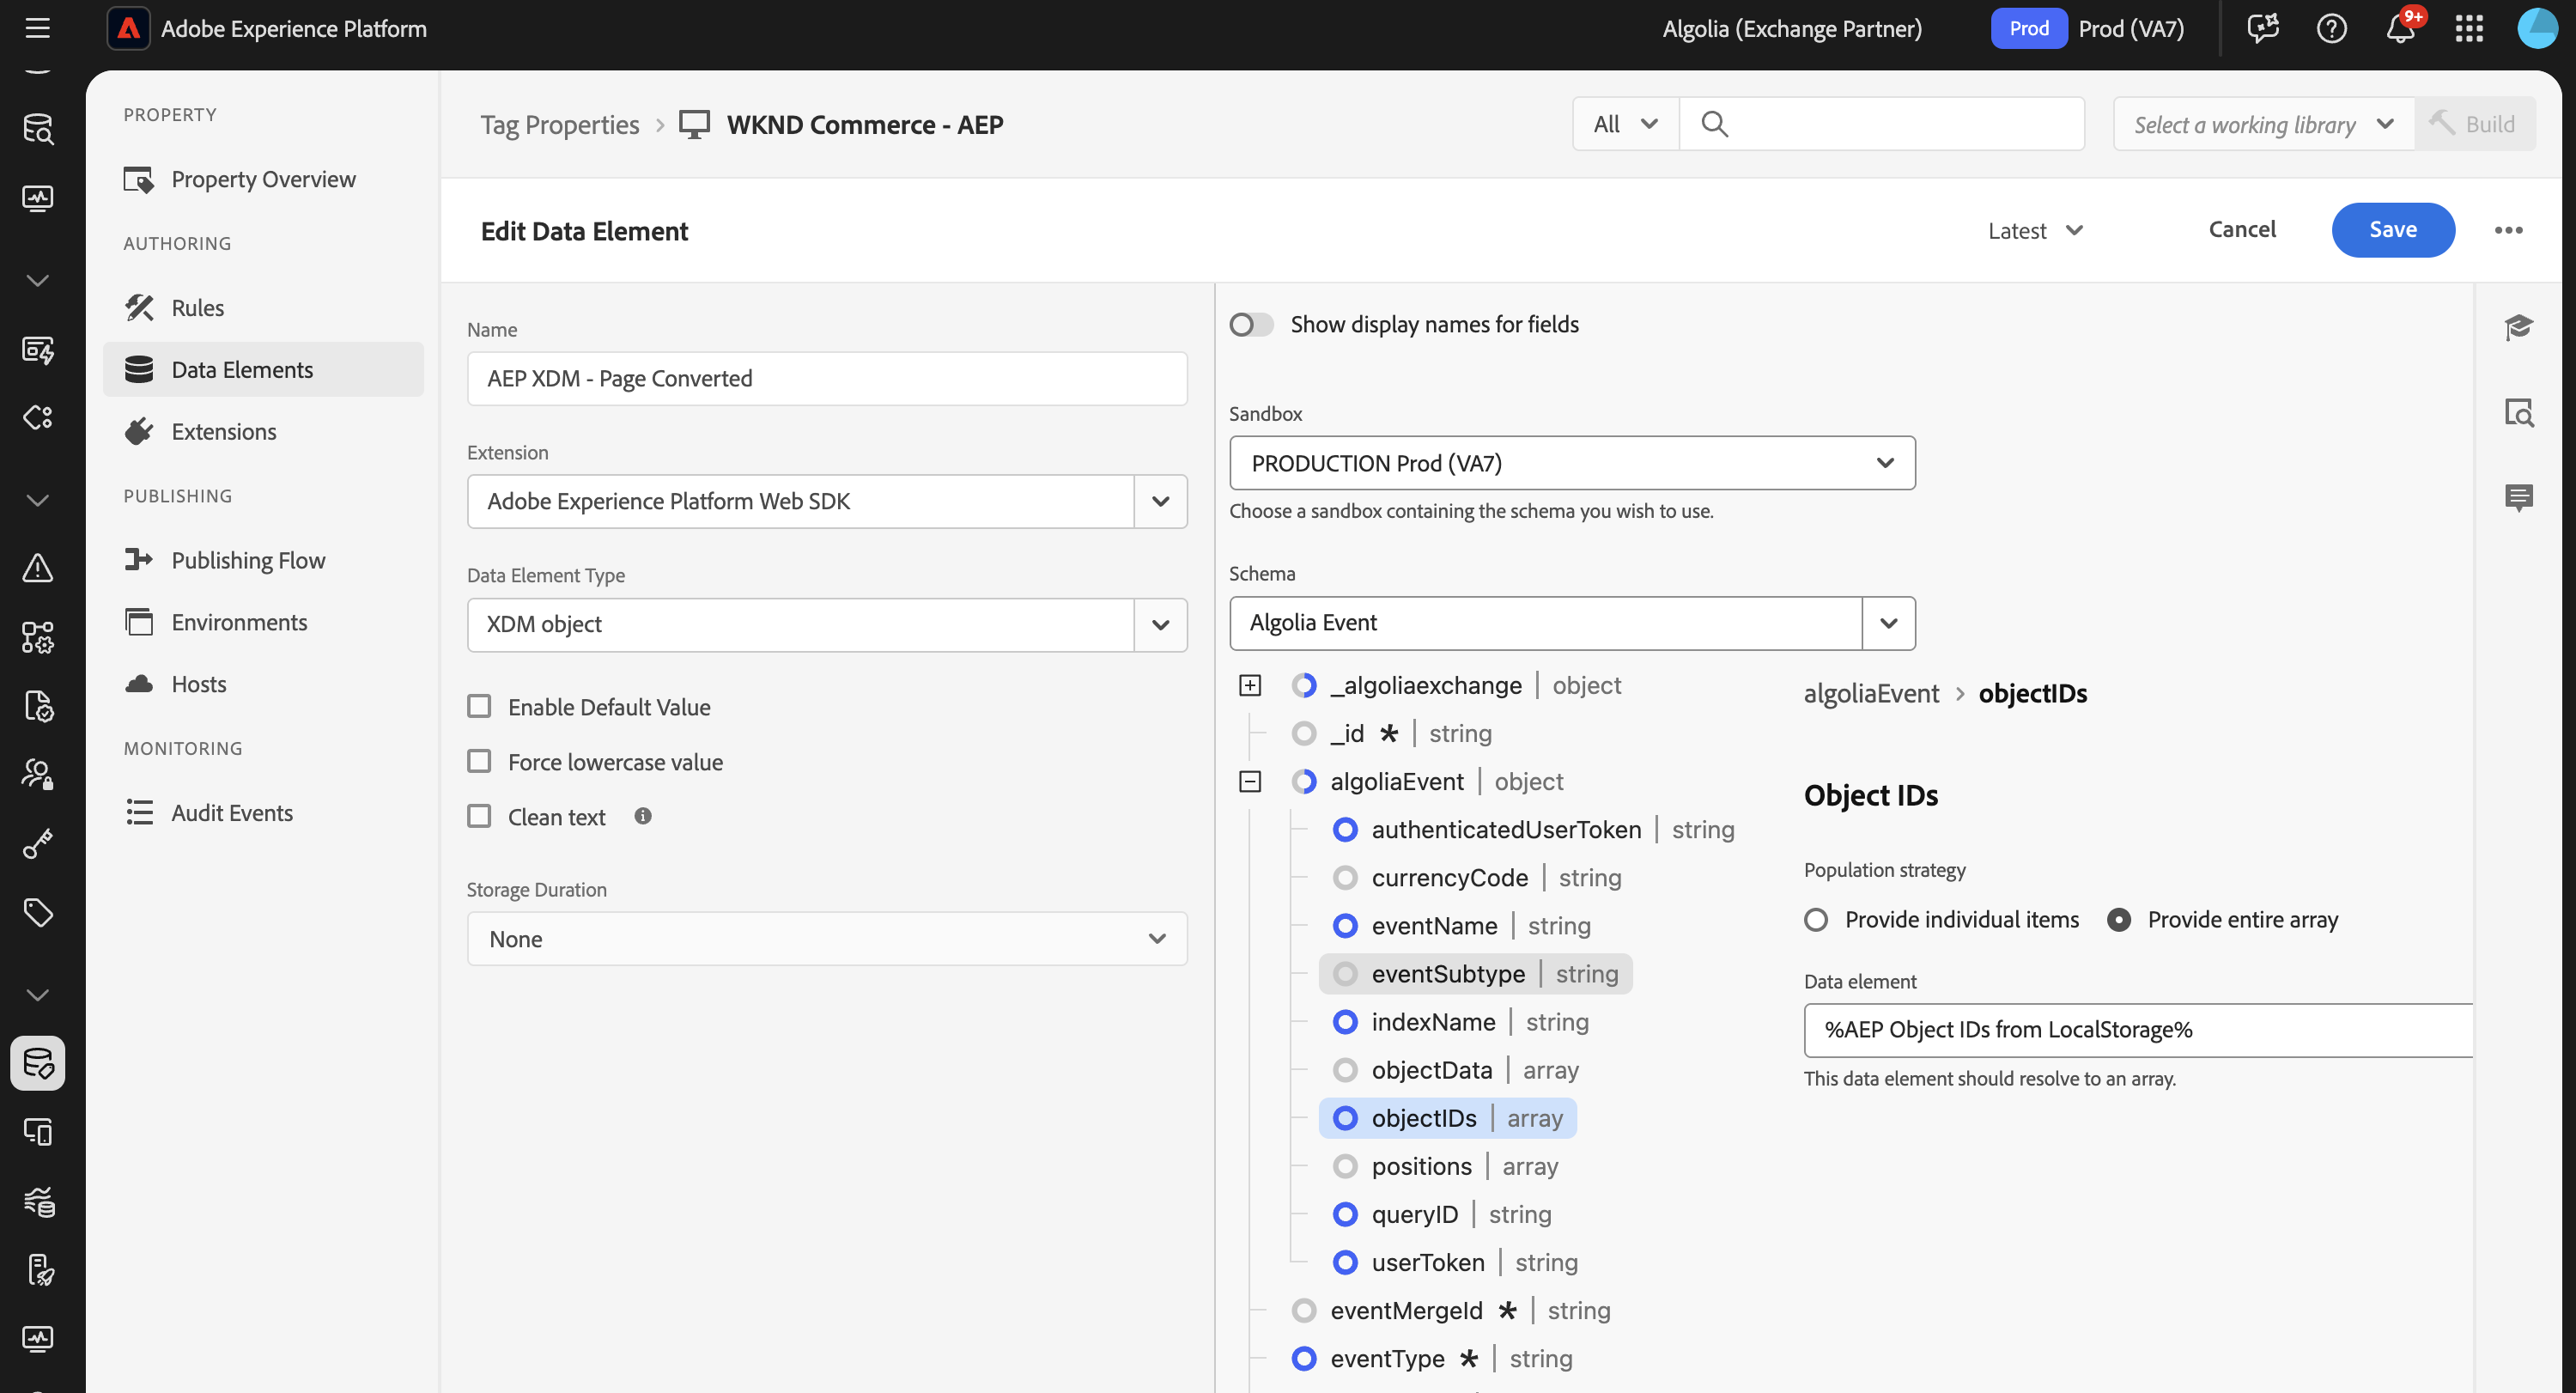 Adobe Experience Platform
Algolia (Exchange Partner)
Prod
Prod (VA7)
9+
PROPERTY
Property Overview
AUTHORING
Rules
Data Elements
Extensions
PUBLISHING
Publishing Flow
Environments
Hosts
MONITORING
Audit Events
Tag Properties > WKND Commerce - AEP
All
Select a working library
Build
Edit Data Element
Latest
Cancel
Save
Name
AEP XDM - Page Converted
Extension
Adobe Experience Platform Web SDK
Data Element Type
XDM object
Enable Default Value
Force lowercase value
Clean text
Storage Duration
None
Show display names for fields
Sandbox
PRODUCTION Prod (VA7)
Choose a sandbox containing the schema you wish to use.
Schema
Algolia Event
_algoliaexchange | object
_id * | string
algoliaEvent | object
authenticatedUserToken | string
currencyCode | string
eventName | string
eventSubtype | string
indexName | string
objectData | array
objectIDs | array
positions | array
queryID | string
userToken | string
eventMergeId * | string
eventType * | string
algoliaEvent > objectIDs
Object IDs
Population strategy
Provide individual items
Provide entire array
Data element
%AEP Object IDs from LocalStorage%
This data element should resolve to an array.